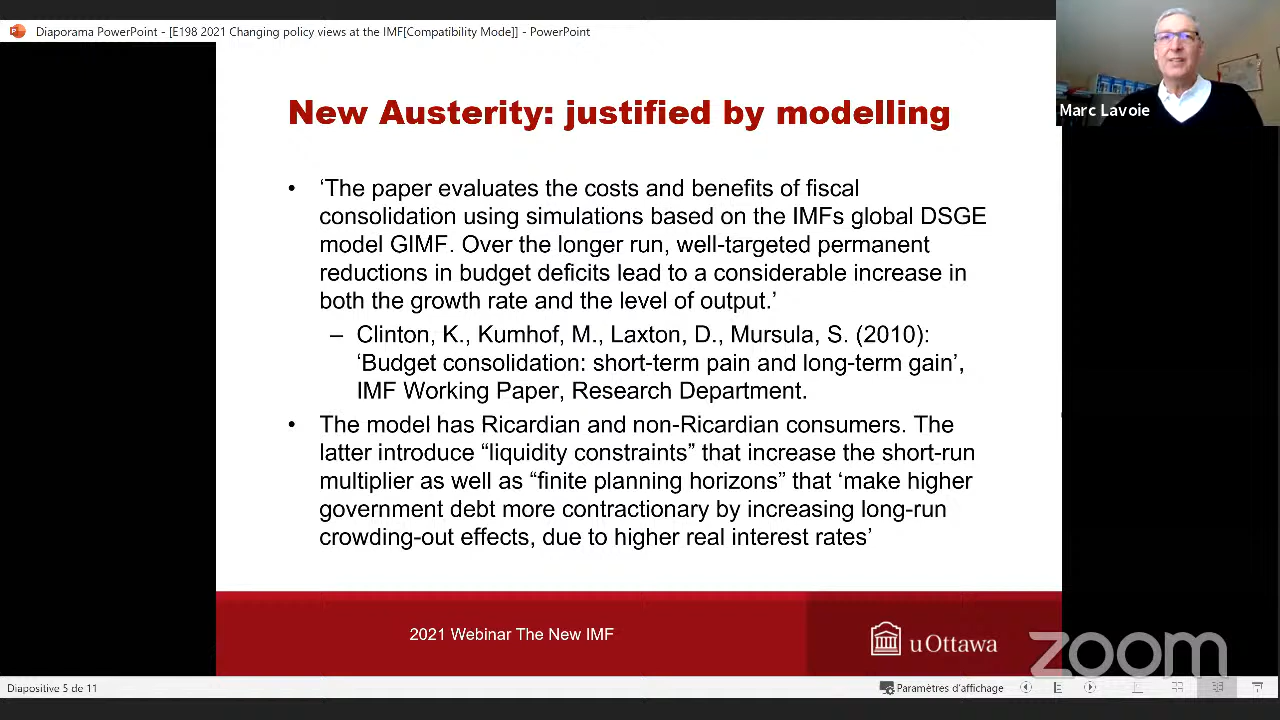 Diaporama PowerPoint - [E198 2021 Changing policy views at the IMF[Compatibility Mode]] - PowerPoint
Marc Lavoie
New Austerity: justified by modelling
• ‘The paper evaluates the costs and benefits of fiscal
consolidation using simulations based on the IMFs global DSGE
model GIMF. Over the longer run, well-targeted permanent
reductions in budget deficits lead to a considerable increase in
both the growth rate and the level of output.’
– Clinton, K., Kumhof, M., Laxton, D., Mursula, S. (2010):
‘Budget consolidation: short-term pain and long-term gain’,
IMF Working Paper, Research Department.
• The model has Ricardian and non-Ricardian consumers. The
latter introduce “liquidity constraints” that increase the short-run
multiplier as well as “finite planning horizons” that ‘make higher
government debt more contractionary by increasing long-run
crowding-out effects, due to higher real interest rates’
2021 Webinar The New IMF
uOttawa
zoom
Diapositive 5 de 11
Paramètres d'affichage